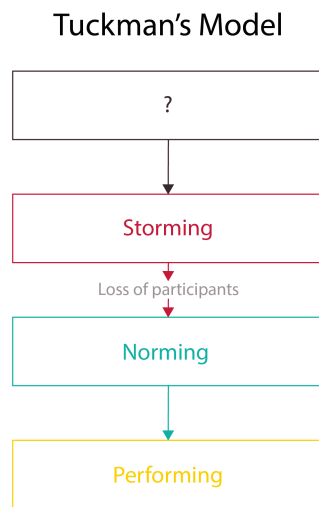 Tuckman’s Model
?
Storming
Loss of participants
Norming
Performing